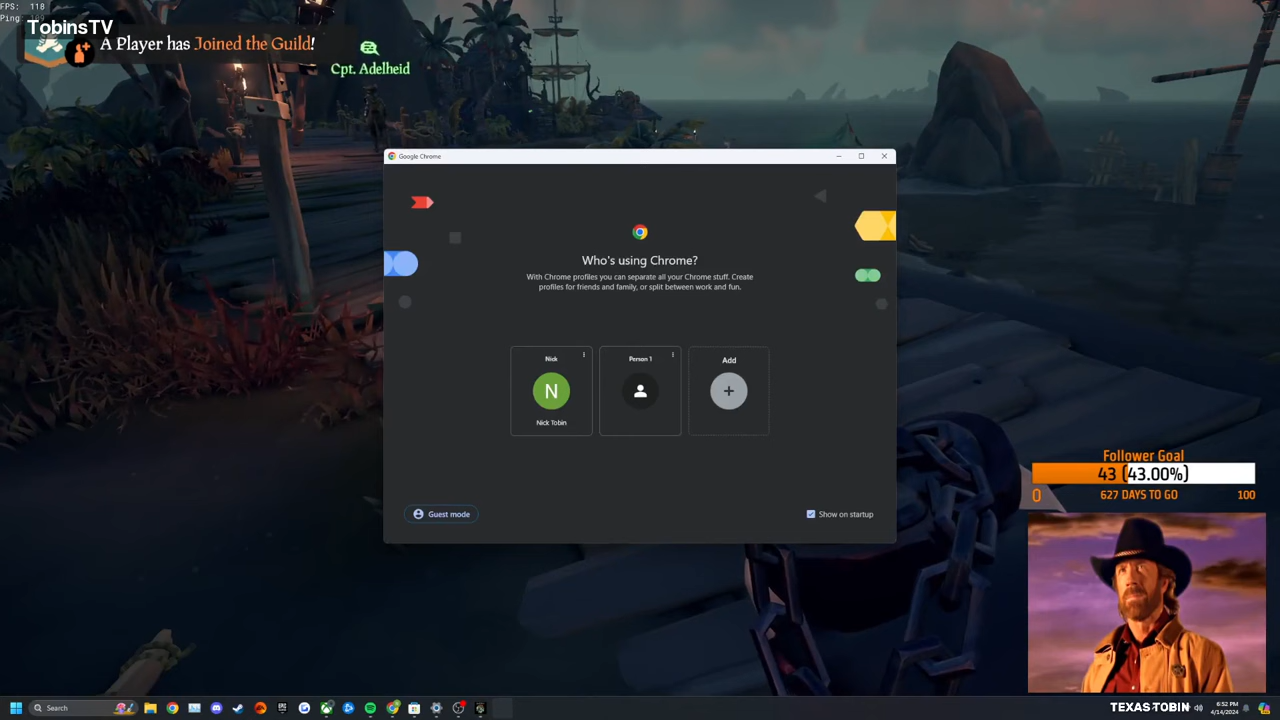 FPS: 118
Ping:
TobinsTV
A Player has Joined the Guild!
Cpt. Adelheid
Google Chrome
Who's using Chrome?
With Chrome profiles you can separate all your Chrome stuff. Create
profiles for friends and family, or split between work and fun.
Nick
Person 1
Add
N
Nick Tobin
Guest mode
Show on startup
Follower Goal
43 (43.00%)
0
627 DAYS TO GO
100
Search
TEXAS TOBIN
6:52 PM
4/14/2024